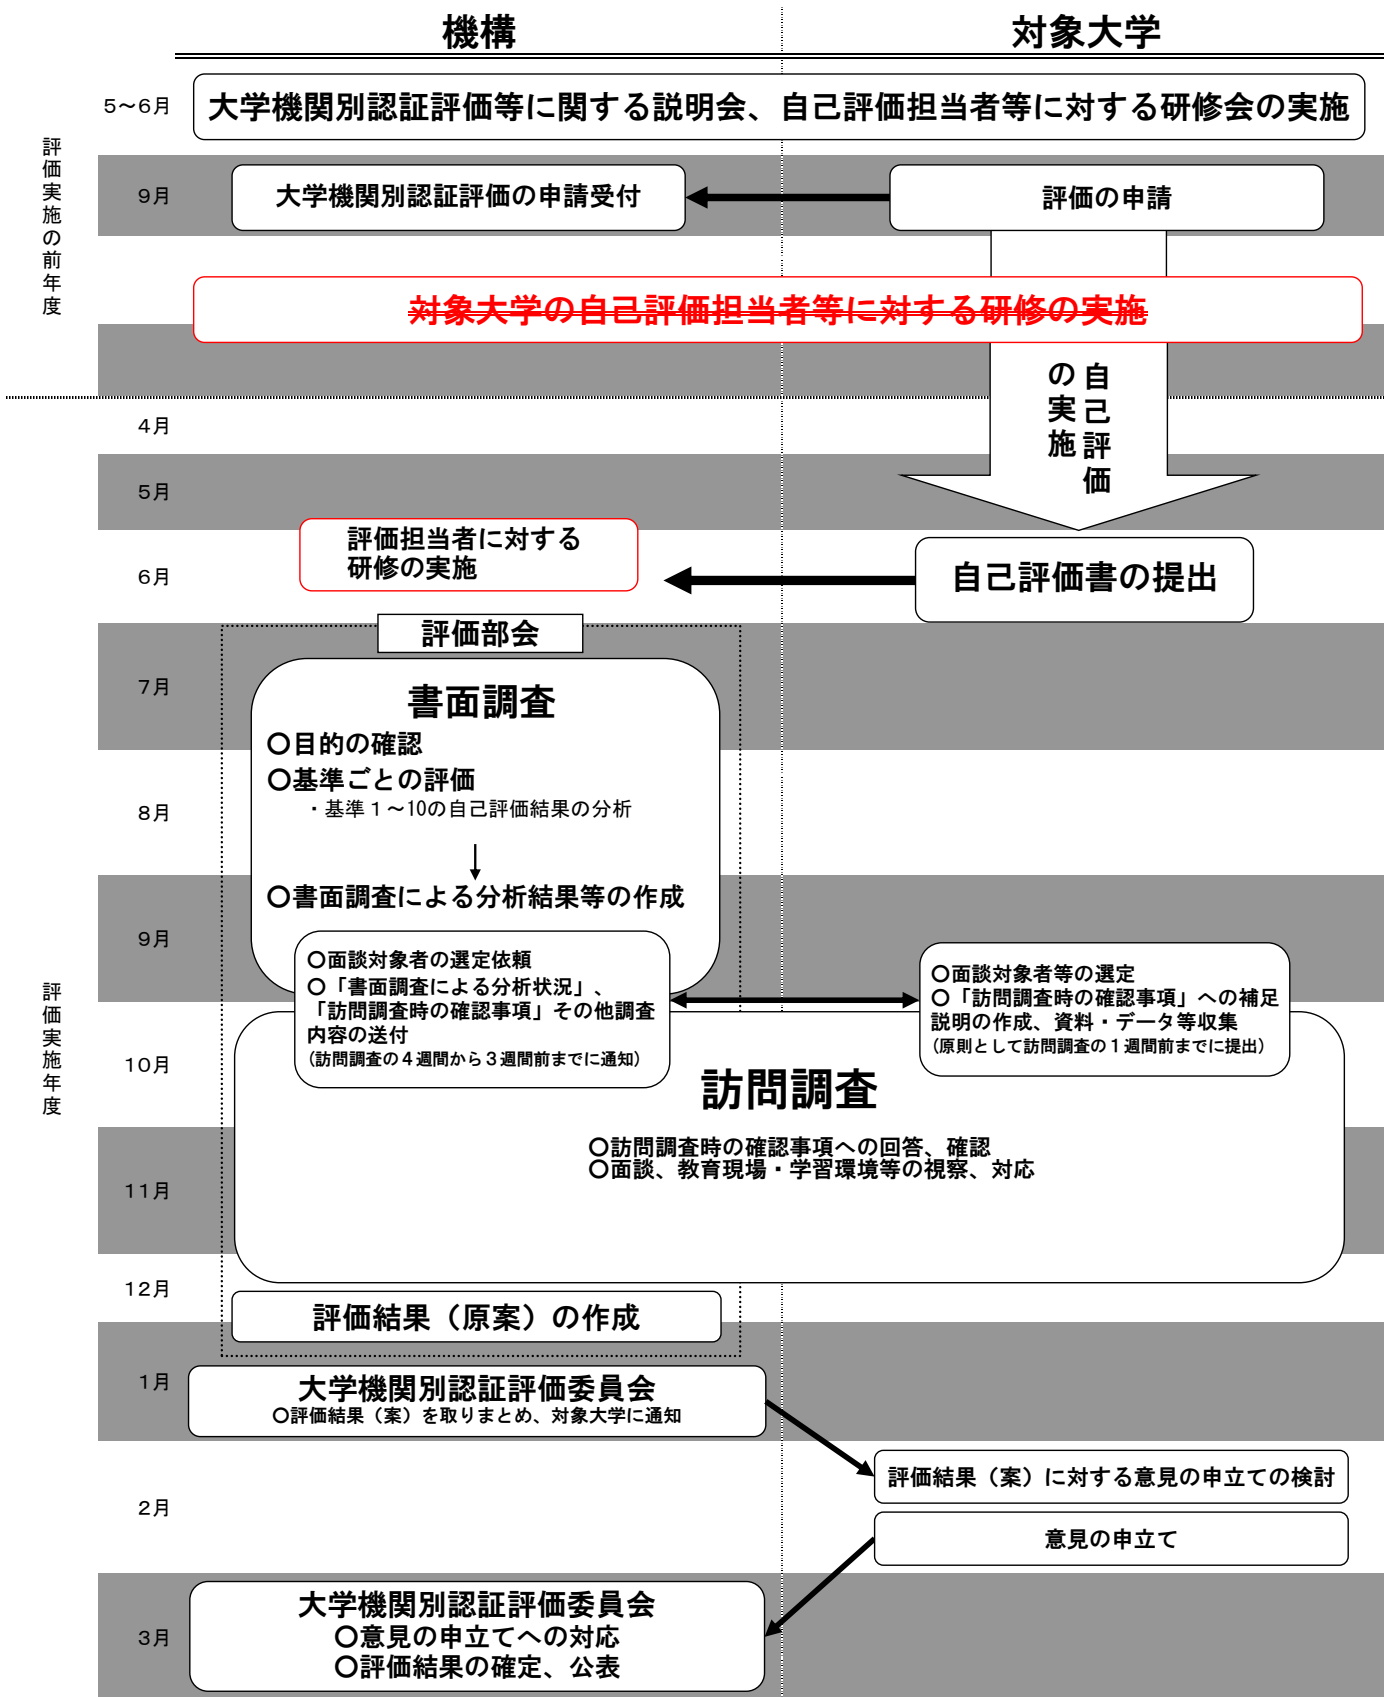 機構
対象大学
評価実施の前年度
5～6月
大学機関別認証評価等に関する説明会、自己評価担当者等に対する研修会の実施
9月
大学機関別認証評価の申請受付
評価の申請
対象大学の自己評価担当者等に対する研修の実施
自己評価
の実施
評価実施年度
4月
5月
評価担当者に対する
研修の実施
6月
自己評価書の提出
評価部会
7月
書面調査
○目的の確認
○基準ごとの評価
・基準１～10の自己評価結果の分析
8月
○書面調査による分析結果等の作成
9月
○面談対象者の選定依頼
○「書面調査による分析状況」、
「訪問調査時の確認事項」その他調査
内容の送付
(訪問調査の４週間から３週間前までに通知)
○面談対象者等の選定
○「訪問調査時の確認事項」への補足
説明の作成、資料・データ等収集
(原則として訪問調査の１週間前までに提出)
10月
訪問調査
○訪問調査時の確認事項への回答、確認
○面談、教育現場・学習環境等の視察、対応
11月
12月
評価結果（原案）の作成
1月
大学機関別認証評価委員会
○評価結果（案）を取りまとめ、対象大学に通知
評価結果（案）に対する意見の申立ての検討
2月
意見の申立て
3月
大学機関別認証評価委員会
○意見の申立てへの対応
○評価結果の確定、公表